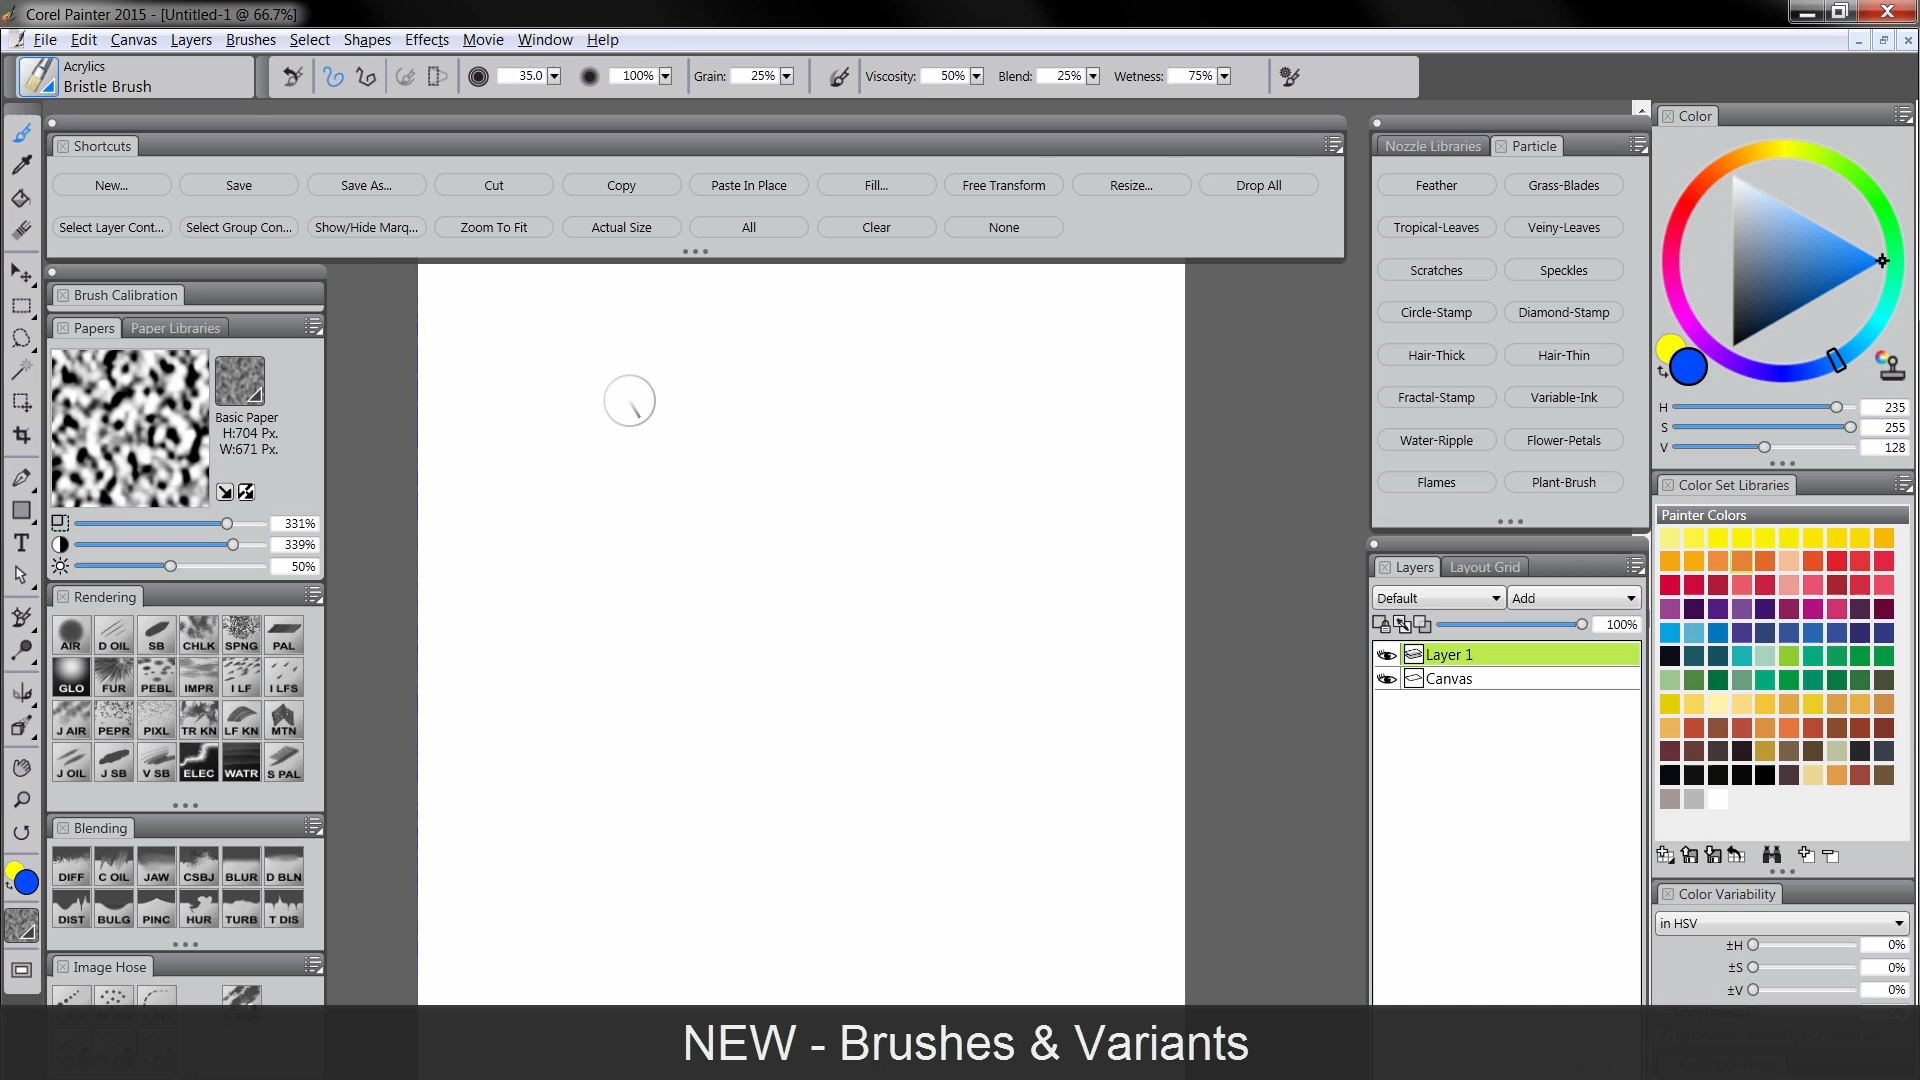 Corel Painter 2015 - [Untitled-1 @ 66.7%]
File Edit Canvas Layers Brushes Select Shapes Effects Movie Window Help
Acrylics
Bristle Brush
35.0 100% Grain: 25% Viscosity: 50% Blend: 25% Wetness: 75%
Shortcuts
New... Save Save As... Cut Copy Paste In Place Fill... Free Transform Resize... Drop All
Select Layer Cont... Select Group Con... Show/Hide Marq... Zoom To Fit Actual Size All Clear None
Brush Calibration
Papers Paper Libraries
Basic Paper
H:704 Px.
W:671 Px.
331%
339%
50%
T
Rendering
AIR D OIL SB CHLK SPNG PAL
GLO FUR PEBL IMPR I LF I LFS
J AIR PEPR PIXL TR KN LF KN MTN
J OIL J SB V SB ELEC WATR S PAL
Blending
DIFF C OIL JAW CSBJ BLUR D BLN
DIST BULG PINC HUR TURB T DIS
Image Hose
Nozzle Libraries Particle
Feather Grass-Blades
Tropical-Leaves Veiny-Leaves
Scratches Speckles
Circle-Stamp Diamond-Stamp
Hair-Thick Hair-Thin
Fractal-Stamp Variable-Ink
Water-Ripple Flower-Petals
Flames Plant-Brush
Layers Layout Grid
Default Add
100%
Layer 1
Canvas
Color
H 235
S 255
V 128
Color Set Libraries
Painter Colors
Color Variability
in HSV
±H 0%
±S 0%
±V 0%
NEW - Brushes & Variants